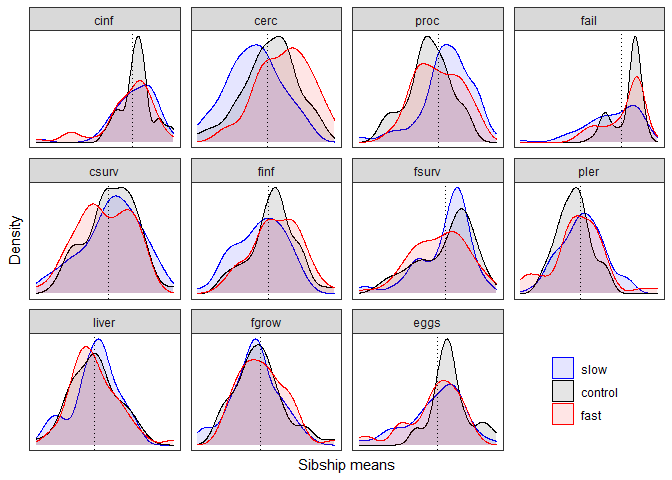 cinf
cerc
proc
fail
csurv
finf
fsurv
pler
liver
fgrow
eggs
slow
control
fast
Density
Sibship means